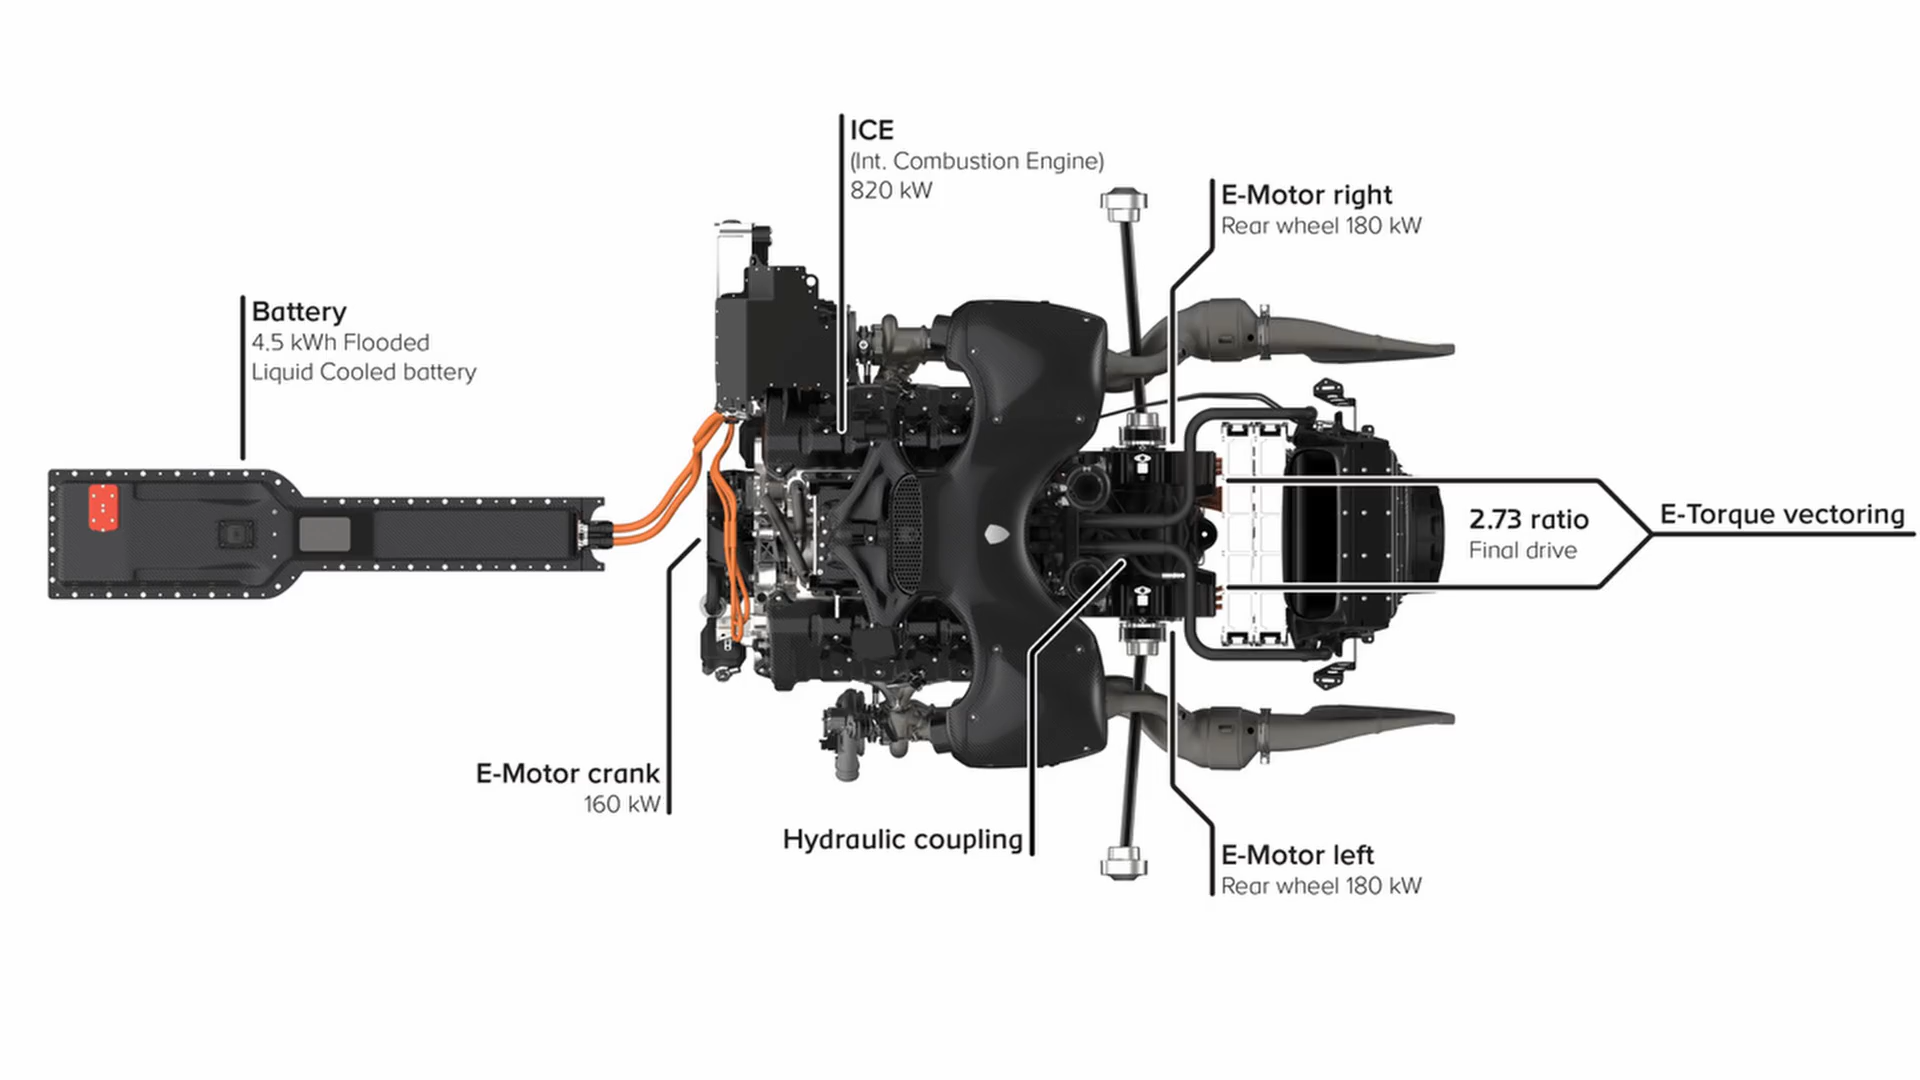 ICE
(Int. Combustion Engine)
820 kW
E-Motor right
Rear wheel 180 kW
Battery
4.5 kWh Flooded
Liquid Cooled battery
2.73 ratio
Final drive
E-Torque vectoring
E-Motor crank
160 kW
Hydraulic coupling
E-Motor left
Rear wheel 180 kW